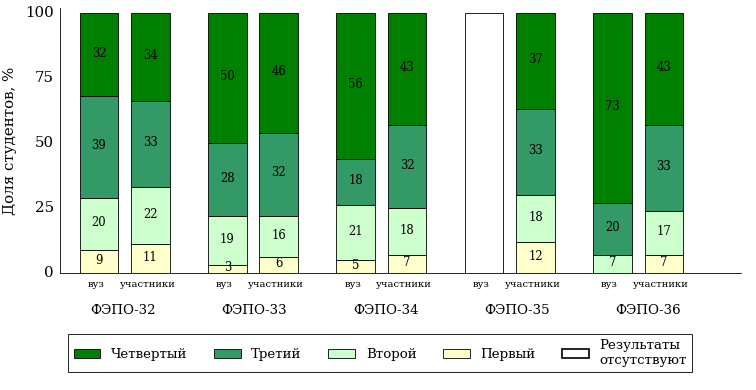 Доля студентов, %
100
75
50
25
0
32 34 50 46 56 43 37 73 43
39 33 28 32 18 32 33 20 33
20 22 19 16 21 18 18 7 17
9 11 3 6 5 7 12 7
вуз участники вуз участники вуз участники вуз участники вуз участники
ФЭПО-32 ФЭПО-33 ФЭПО-34 ФЭПО-35 ФЭПО-36
Четвертый Третий Второй Первый Результаты
отсутствуют